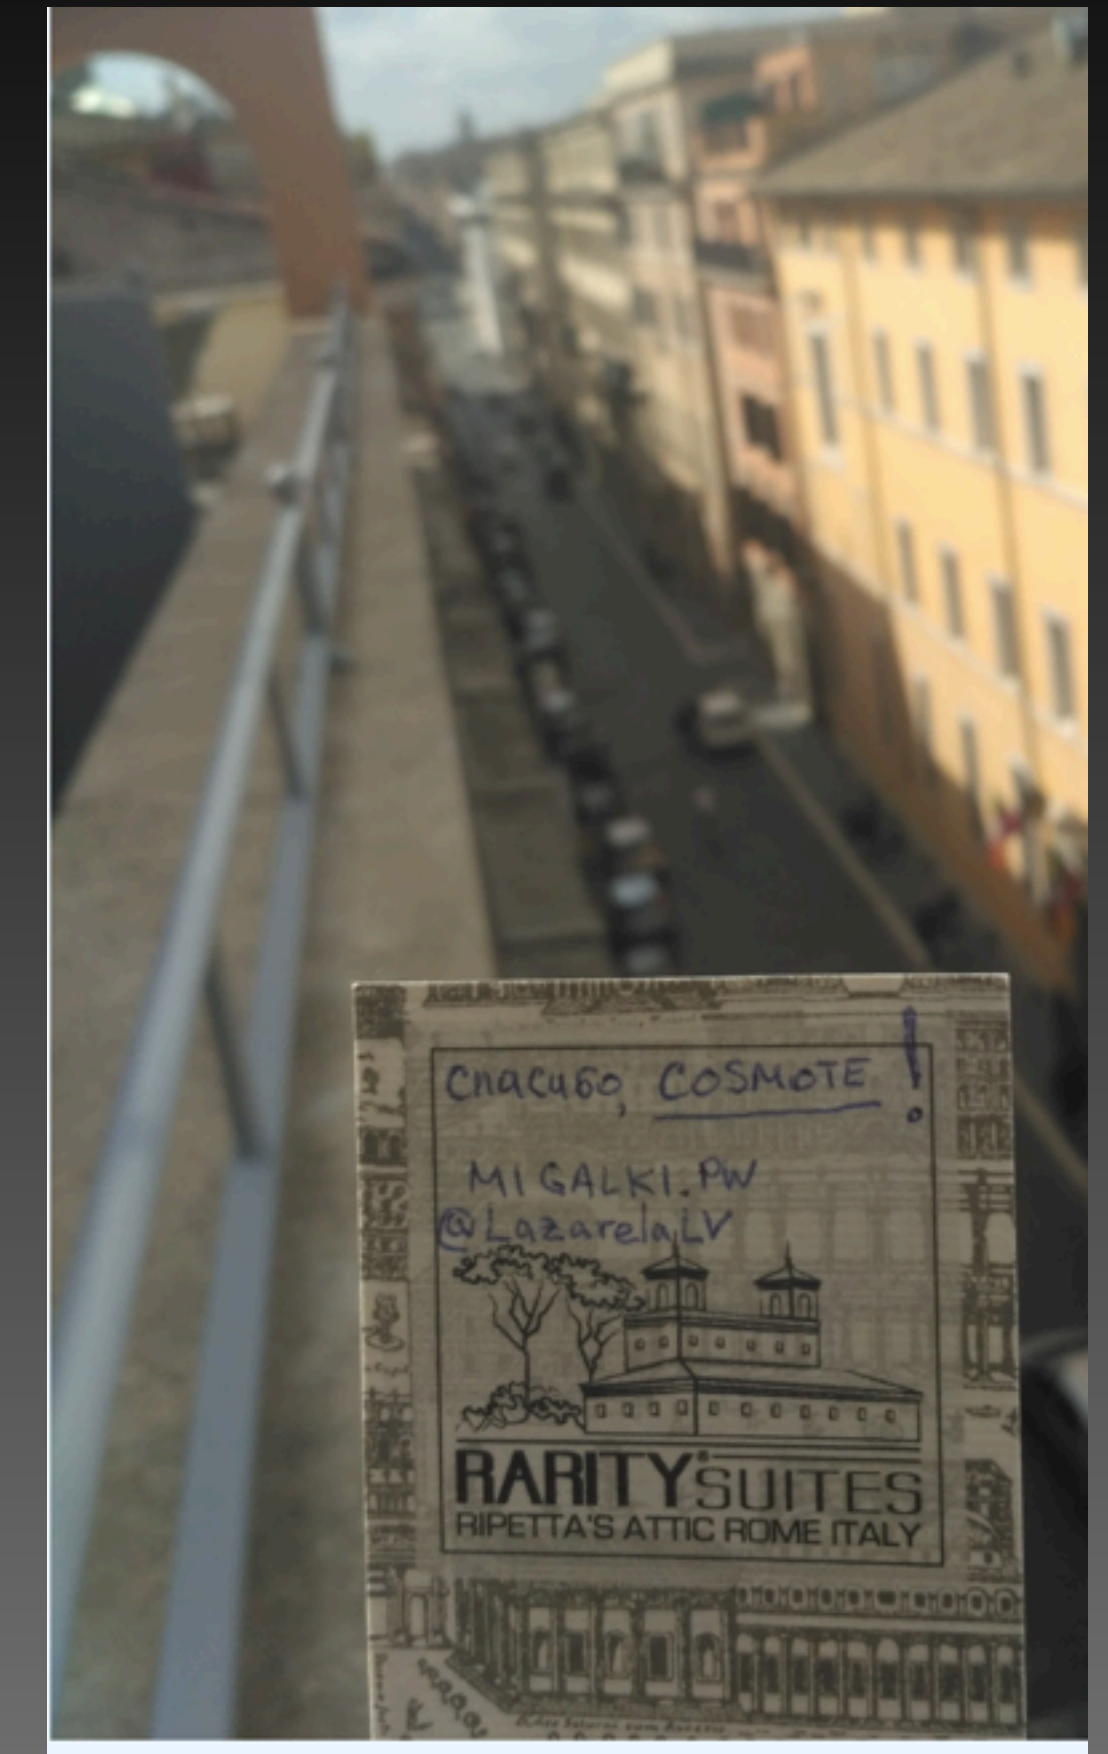 спасибо, COSMOTE!
MIGALKI.PW
@LazarelaLV
RARITY SUITES
RIPETTA'S ATTIC ROME ITALY